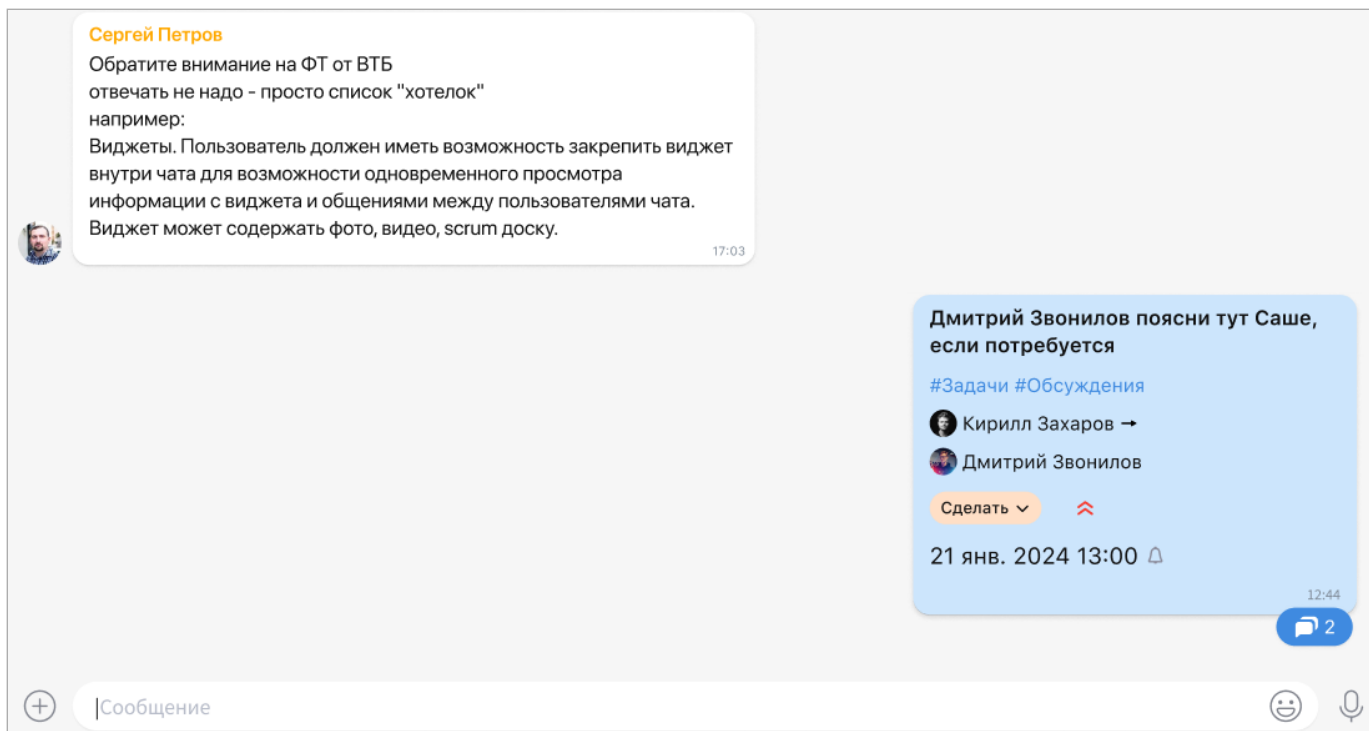 Сергей Петров
Обратите внимание на ФТ от ВТБ
отвечать не надо - просто список "хотелок"
например:
Виджеты. Пользователь должен иметь возможность закрепить виджет
внутри чата для возможности одновременного просмотра
информации с виджета и общениями между пользователями чата.
Виджет может содержать фото, видео, scrum доску.
17:03
Дмитрий Звонилов поясни тут Саше,
если потребуется
#Задачи #Обсуждения
Кирилл Захаров →
Дмитрий Звонилов
Сделать
21 янв. 2024 13:00
12:44
2
Сообщение